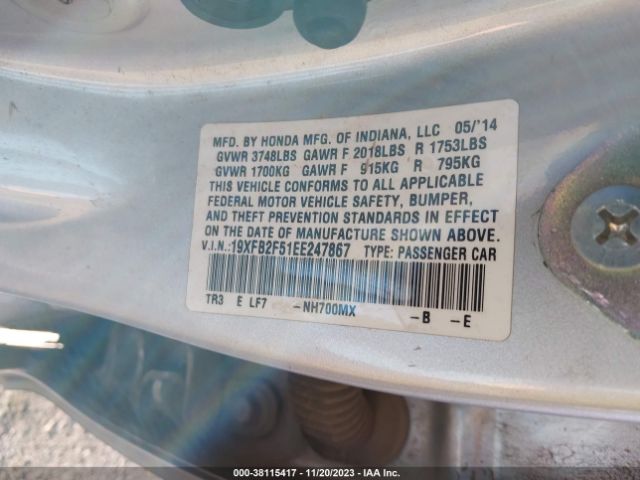 MFD. BY HONDA MFG. OF INDIANA, LLC 05/'14
GVWR 3748LBS GAWR F 2018LBS R 1753LBS
GVWR 1700KG GAWR F 915KG R 795KG
THIS VEHICLE CONFORMS TO ALL APPLICABLE
FEDERAL MOTOR VEHICLE SAFETY, BUMPER,
AND THEFT PREVENTION STANDARDS IN EFFECT
ON THE DATE OF MANUFACTURE SHOWN ABOVE.
V.I.N.:19XFB2F51EE247867 TYPE: PASSENGER CAR
TR3 E LF7 -NH700MX -B -E
000-38115417 - 11/20/2023 - IAA Inc.